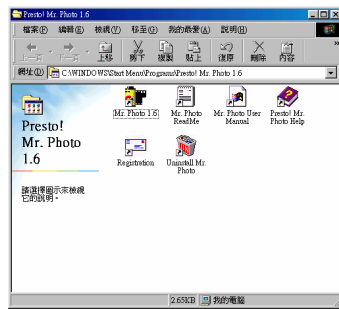 Presto! Mr. Photo 1.6
檔案(F) 編輯(E) 檢視(V) 移至(G) 我的最愛(A) 說明(H)
上一頁 下一頁 上移 剪下 複製 貼上 復原 刪除 內容
網址(D) C:\WINDOWS\Start Menu\Programs\Presto! Mr. Photo 1.6
Presto!
Mr. Photo
1.6
請選擇圖示來檢視
它的說明。
Mr. Photo 1.6
Mr. Photo
ReadMe
Mr. Photo User
Manual
Presto! Mr.
Photo Help
Registration
Uninstall Mr.
Photo
2.65KB 我的電腦